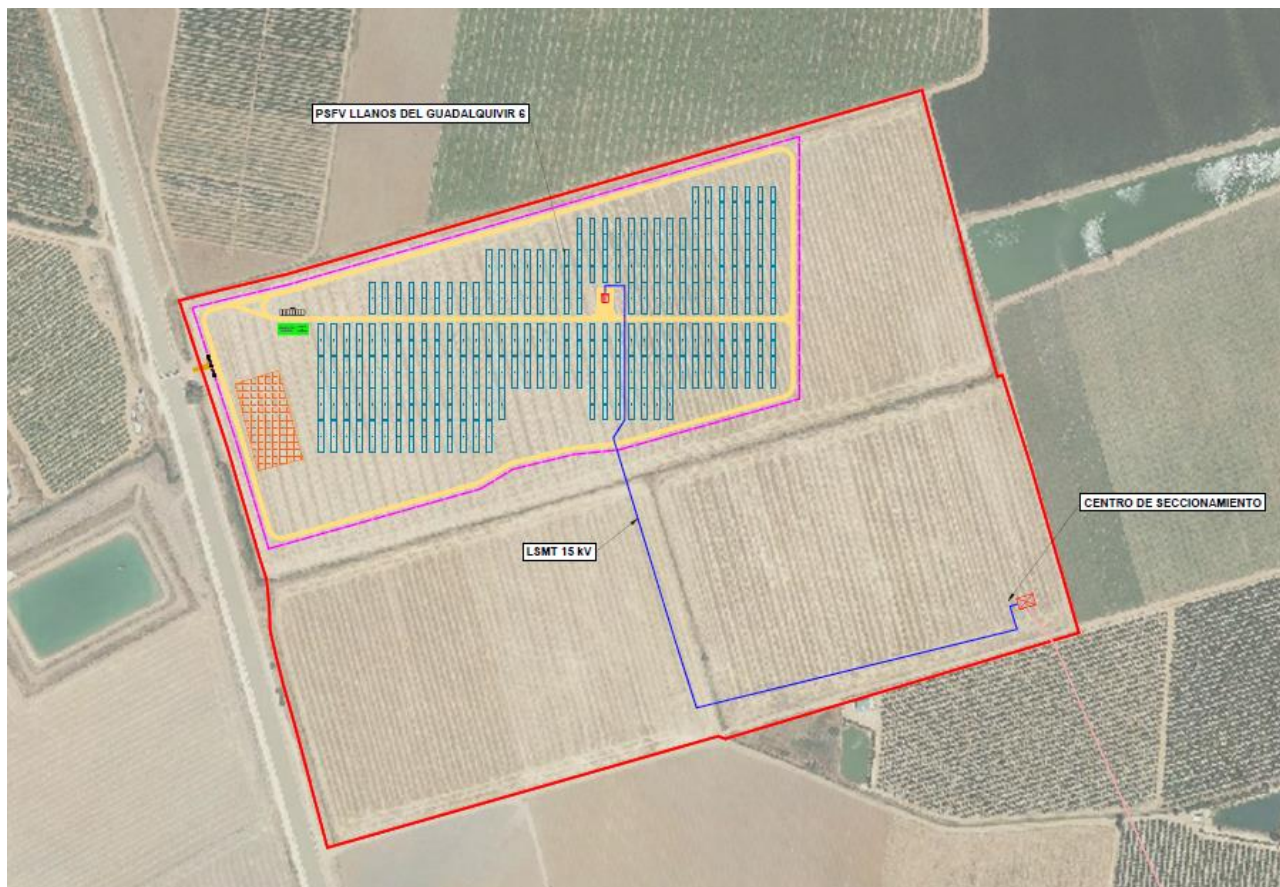 PSFV LLANOS DEL GUADALQUIVIR 6
CENTRO DE SECCIONAMIENTO
LSMT 15 kV